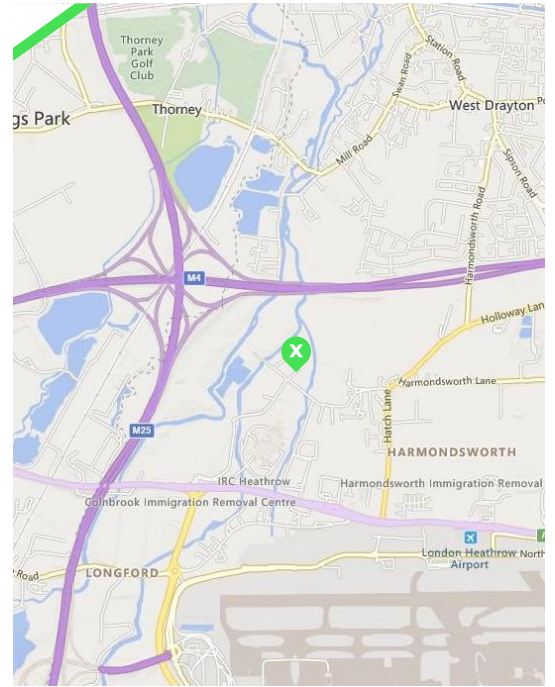 Thorney
Park
Golf
Club
Thorney
gs Park
Station Road
Swan Road
West Drayton
Mill Road
Sipson Road
Harmondsworth Road
M4
Holloway Lan
X
Harmondsworth Lane
Hatch Lane
M25
HARMONDSWORTH
IRC Heathrow
Harmondsworth Immigration Removal
Colnbrook Immigration Removal Centre
London Heathrow
Airport
North
Road
LONGFORD